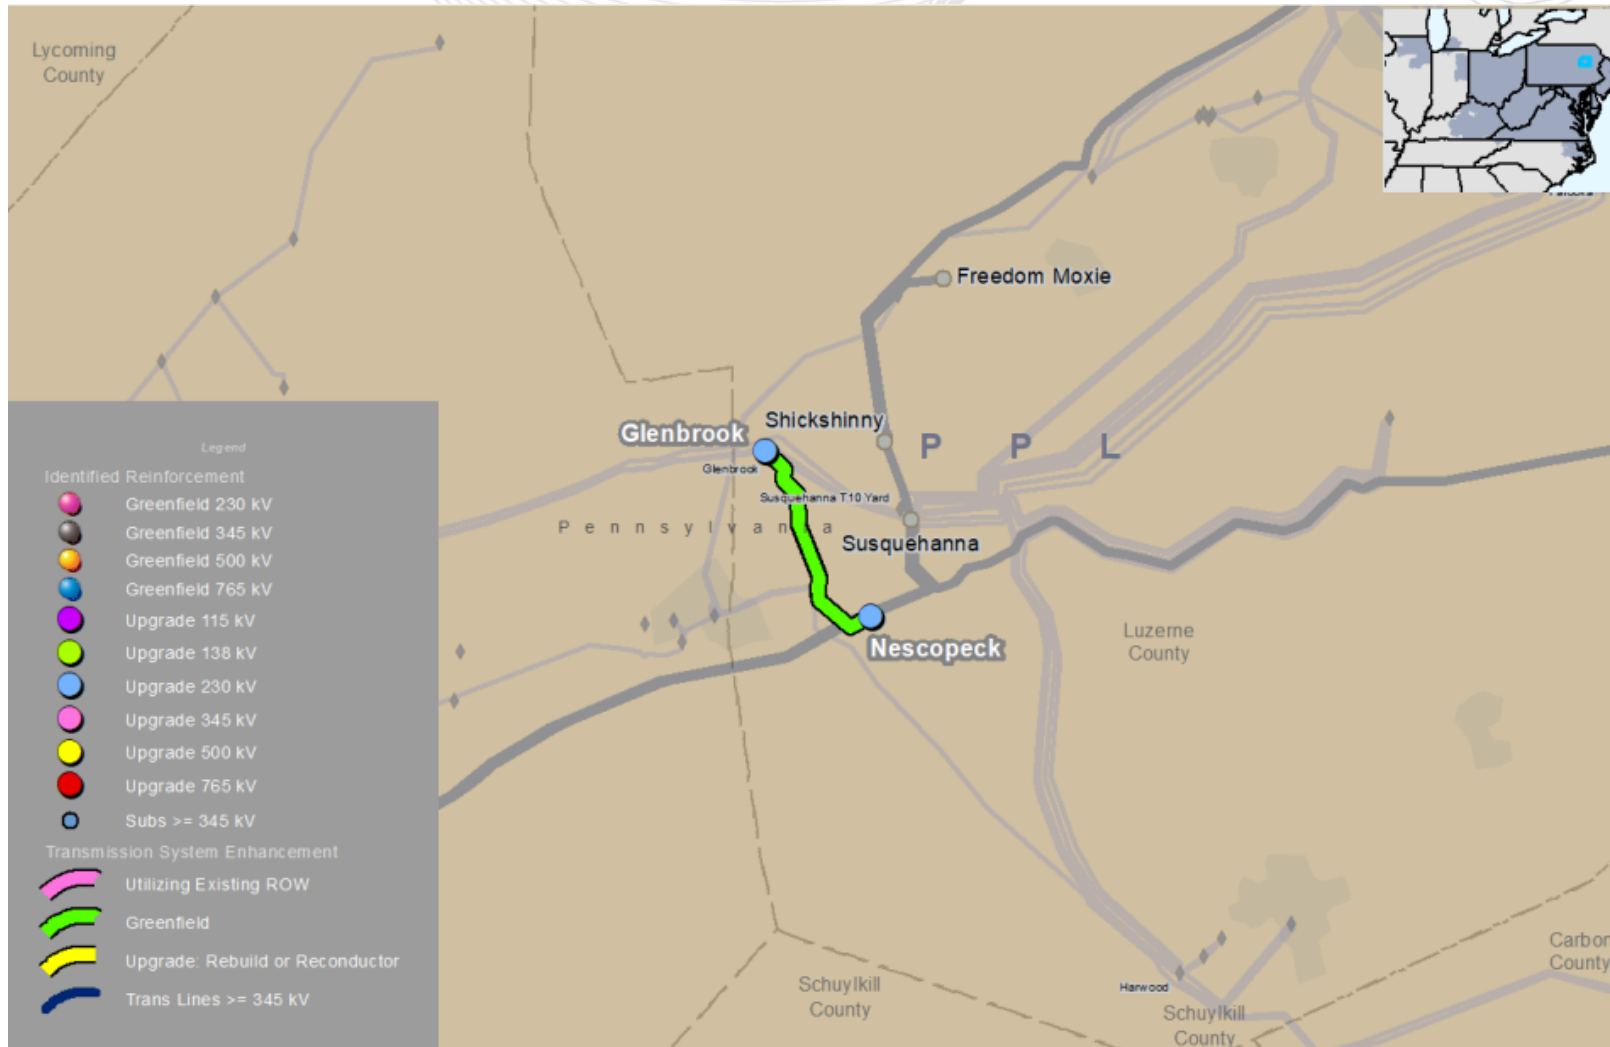 Lycoming
County
Freedom Moxie
Shickshinny
Glenbrook
Glenbrook
P P L
Susquehanna T10 Yard
Pennsylvania
Susquehanna
Nescopeck
Luzerne
County
Legend
Identified Reinforcement
Greenfield 230 kV
Greenfield 345 kV
Greenfield 500 kV
Greenfield 765 kV
Upgrade 115 kV
Upgrade 138 kV
Upgrade 230 kV
Upgrade 345 kV
Upgrade 500 kV
Upgrade 765 kV
Subs >= 345 kV
Transmission System Enhancement
Utilizing Existing ROW
Greenfield
Upgrade: Rebuild or Reconductor
Trans Lines >= 345 kV
Carbon
County
Schuylkill
County
Harwood
Schuylkill
County